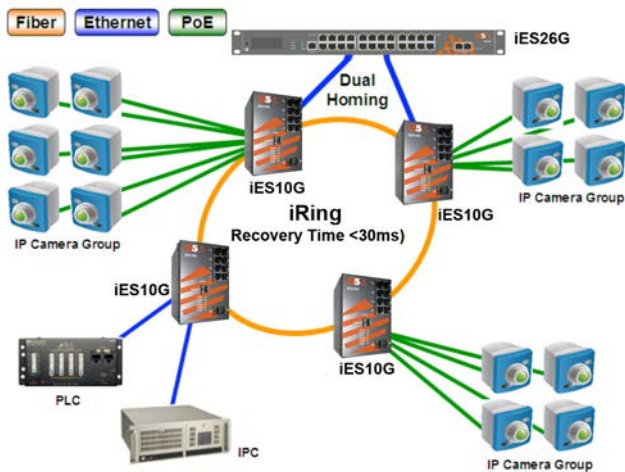 Fiber
Ethernet
PoE
iES26G
Dual
Homing
iES10G
iES10G
IP Camera Group
IP Camera Group
iRing
Recovery Time <30ms)
iES10G
iES10G
PLC
IPC
IP Camera Group